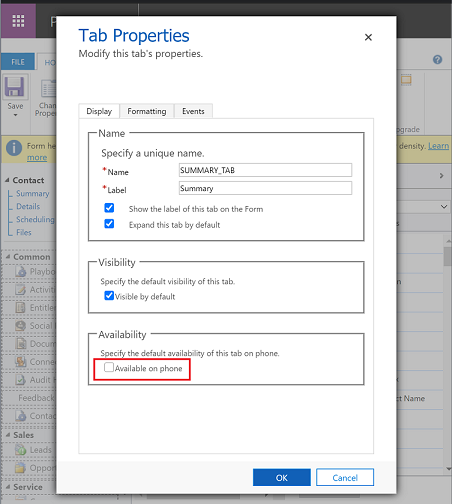 P
Tab Properties
Modify this tab's properties.
FILE
HO
Save
Chan
Prope
pgrade
Display
Formatting
Events
Form he
density. Learn
more
Name
Specify a unique name.
*Name
SUMMARY_TAB
*Label
Summary
Show the label of this tab on the Form
Expand this tab by default
Visibility
Specify the default visibility of this tab.
Visible by default
Availability
Specify the default availability of this tab on phone.
Available on phone
OK
Cancel
Contact
Summary
Details
Scheduling
Files
Common
Playbo
Activiti
Entitle
Social
Docum
Conne
Audit H
Feedback
Contac
Sales
Leads
Oppor
Service
ct Name